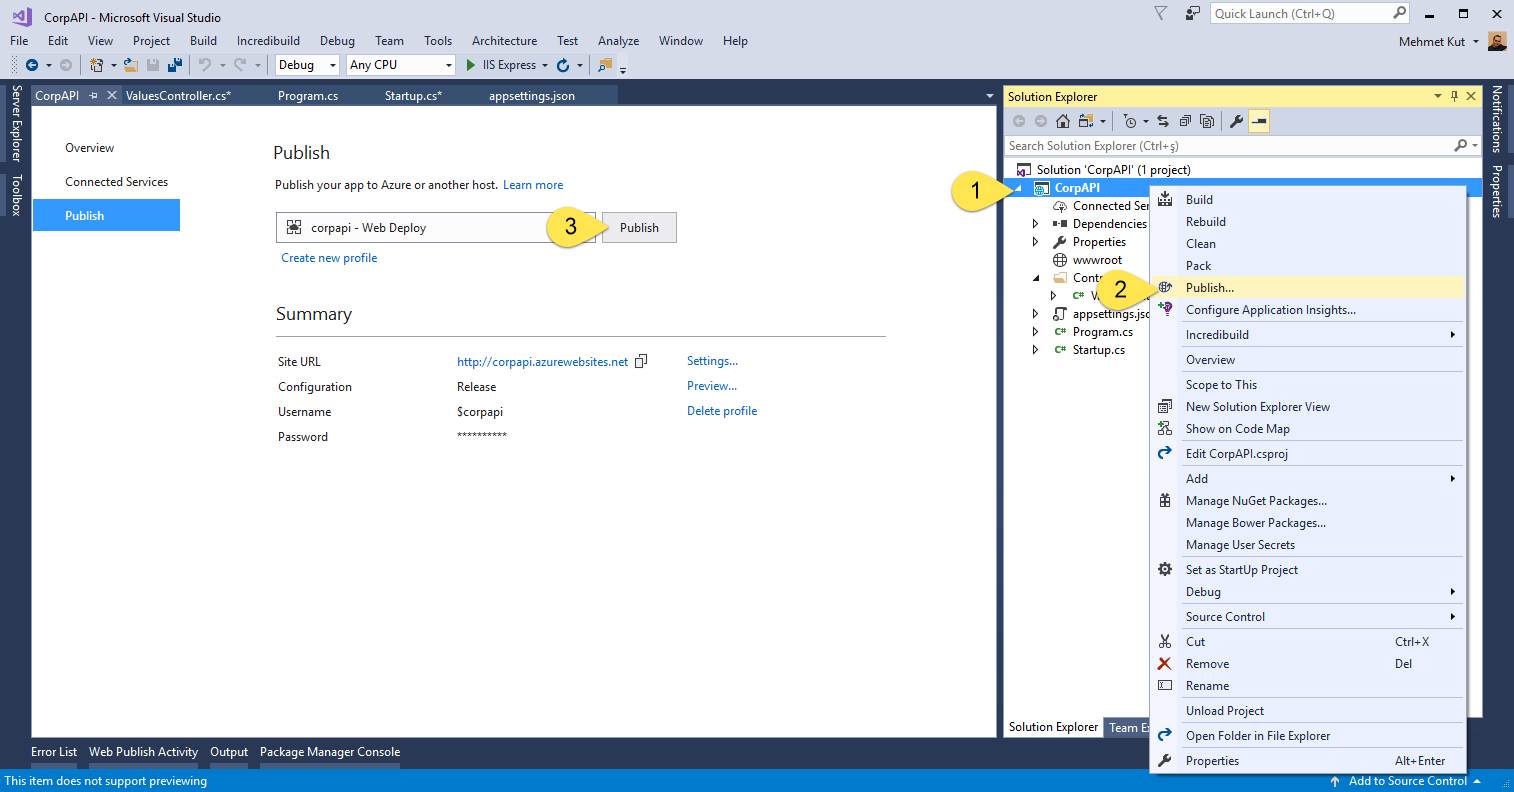 CorpAPI - Microsoft Visual Studio
Quick Launch (Ctrl+Q)
File Edit View Project Build Incredibuild Debug Team Tools Architecture Test Analyze Window Help
Mehmet Kut
Debug Any CPU IIS Express
Server Explorer
Toolbox
CorpAPI ValuesController.cs* Program.cs Startup.cs* appsettings.json
Overview
Connected Services
Publish
Publish
Publish your app to Azure or another host. Learn more
corpapi - Web Deploy
3
Publish
Create new profile
Summary
Site URL http://corpapi.azurewebsites.net Settings...
Configuration Release Preview...
Username $corpapi Delete profile
Password **********
Solution Explorer
Search Solution Explorer (Ctrl+ş)
Solution 'CorpAPI' (1 project)
1
CorpAPI
Connected Ser
Dependencies
Properties
wwwroot
Contr
V
appsettings.jso
Program.cs
Startup.cs
Build
Rebuild
Clean
Pack
2
Publish...
Configure Application Insights...
Incredibuild
Overview
Scope to This
New Solution Explorer View
Show on Code Map
Edit CorpAPI.csproj
Add
Manage NuGet Packages...
Manage Bower Packages...
Manage User Secrets
Set as StartUp Project
Debug
Source Control
Cut Ctrl+X
Remove Del
Rename
Unload Project
Open Folder in File Explorer
Properties Alt+Enter
Solution Explorer Team Ex
Notifications
Properties
Error List Web Publish Activity Output Package Manager Console
This item does not support previewing
Add to Source Control